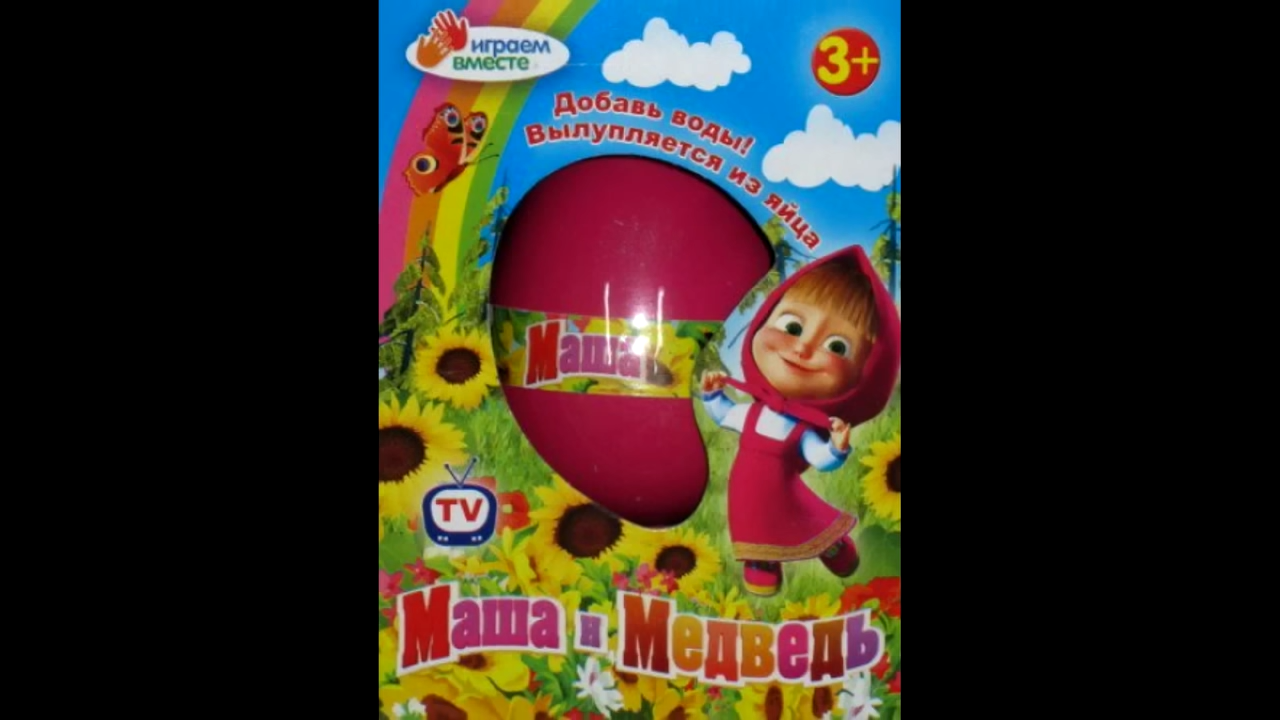 играем
вместе
3+
Добавь воды!
Вылупляется из яйца
Маша
TV
Маша и Медведь